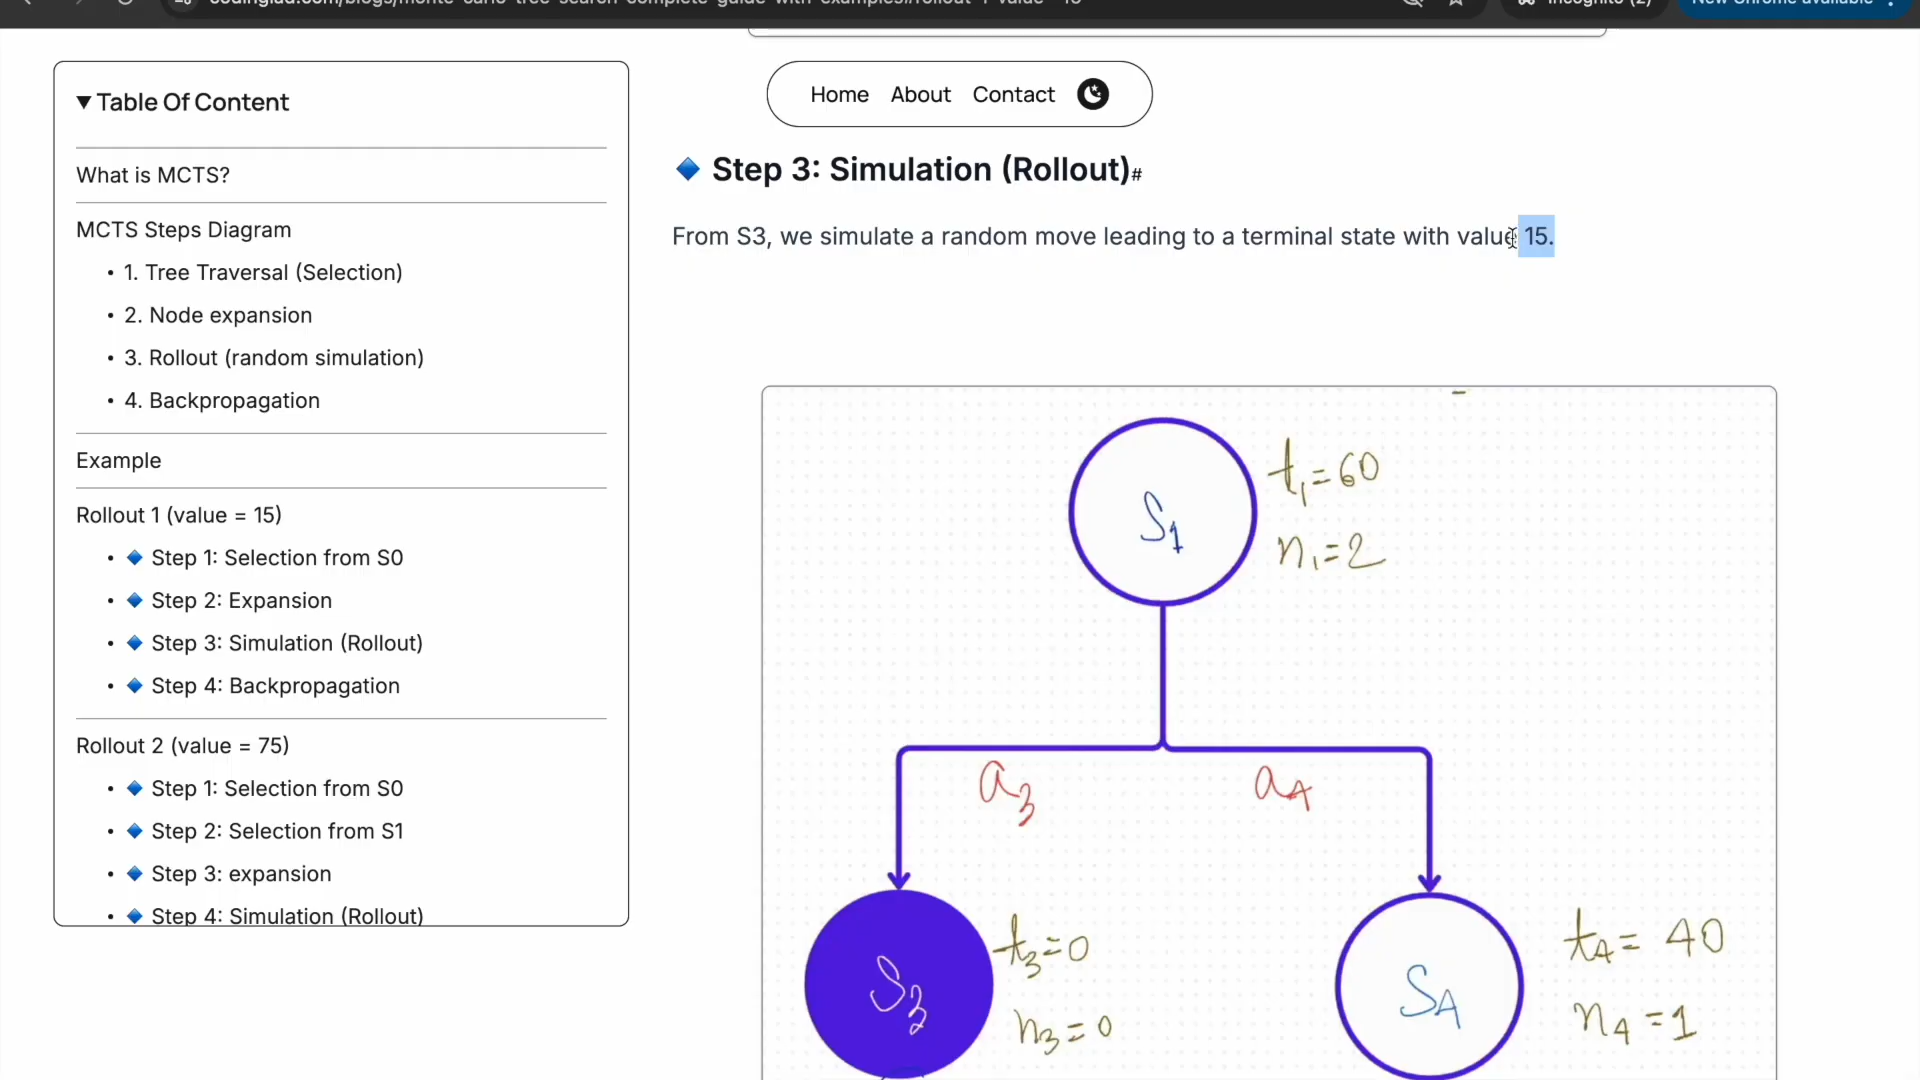 New Chrome available
▼ Table Of Content
What is MCTS?
MCTS Steps Diagram
• 1. Tree Traversal (Selection)
• 2. Node expansion
• 3. Rollout (random simulation)
• 4. Backpropagation
Example
Rollout 1 (value = 15)
• 🔹 Step 1: Selection from S0
• 🔹 Step 2: Expansion
• 🔹 Step 3: Simulation (Rollout)
• 🔹 Step 4: Backpropagation
Rollout 2 (value = 75)
• 🔹 Step 1: Selection from S0
• 🔹 Step 2: Selection from S1
• 🔹 Step 3: expansion
• 🔹 Step 4: Simulation (Rollout)
Home About Contact
🔹 Step 3: Simulation (Rollout)#
From S3, we simulate a random move leading to a terminal state with value 15.
S1
t1=60
n1=2
a3
a4
S3
t3=0
n3=0
S4
t4= 40
n4=1